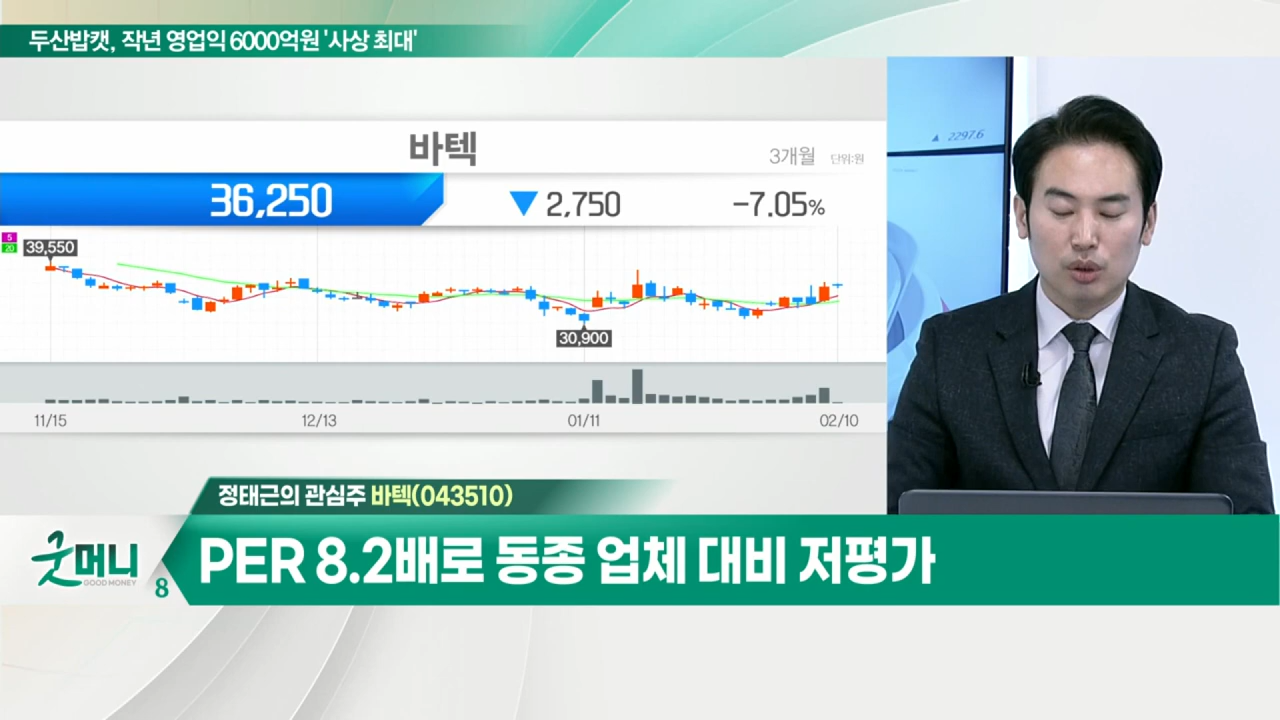 두산밥캣, 작년 영업익 6000억원 '사상 최대'
바텍
3개월 단위:원
36,250 ▼ 2,750 -7.05%
5
20
39,550
30,900
11/15 12/13 01/11 02/10
▲ 2297.6
정태근의 관심주 바텍(043510)
굿머니
GOOD MONEY
8
PER 8.2배로 동종 업체 대비 저평가